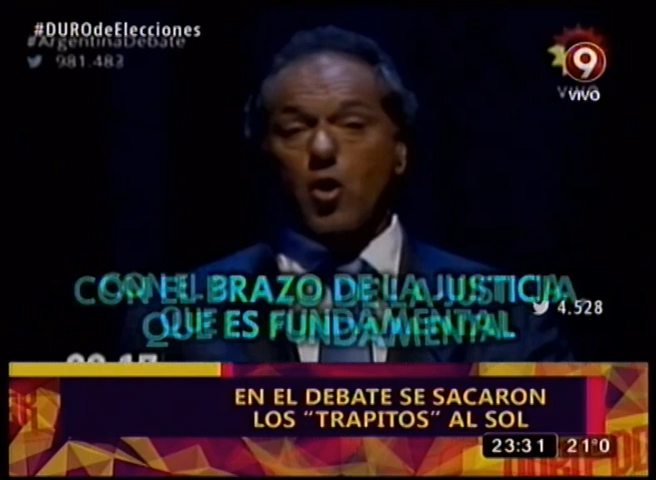 #DUROdeElecciones
#ArgentinaDebate
981.483
9
VIVO
CON EL BRAZO DE LA JUSTICIA
QUE ES FUNDAMENTAL
4.528
EN EL DEBATE SE SACARON
LOS "TRAPITOS" AL SOL
23:31 21°0